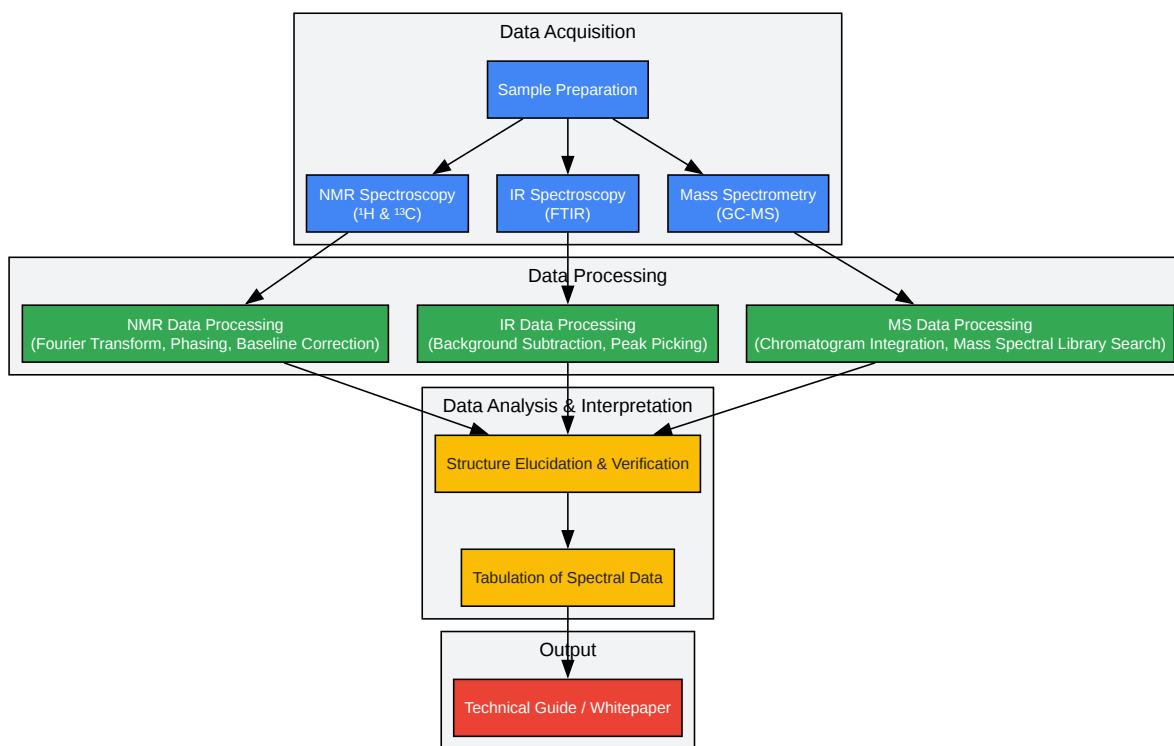 Data Acquisition
Sample Preparation
NMR Spectroscopy
(¹H & ¹³C)
IR Spectroscopy
(FTIR)
Mass Spectrometry
(GC-MS)
Data Processing
NMR Data Processing
(Fourier Transform, Phasing, Baseline Correction)
IR Data Processing
(Background Subtraction, Peak Picking)
MS Data Processing
(Chromatogram Integration, Mass Spectral Library Search)
Data Analysis & Interpretation
Structure Elucidation & Verification
Tabulation of Spectral Data
Output
Technical Guide / Whitepaper